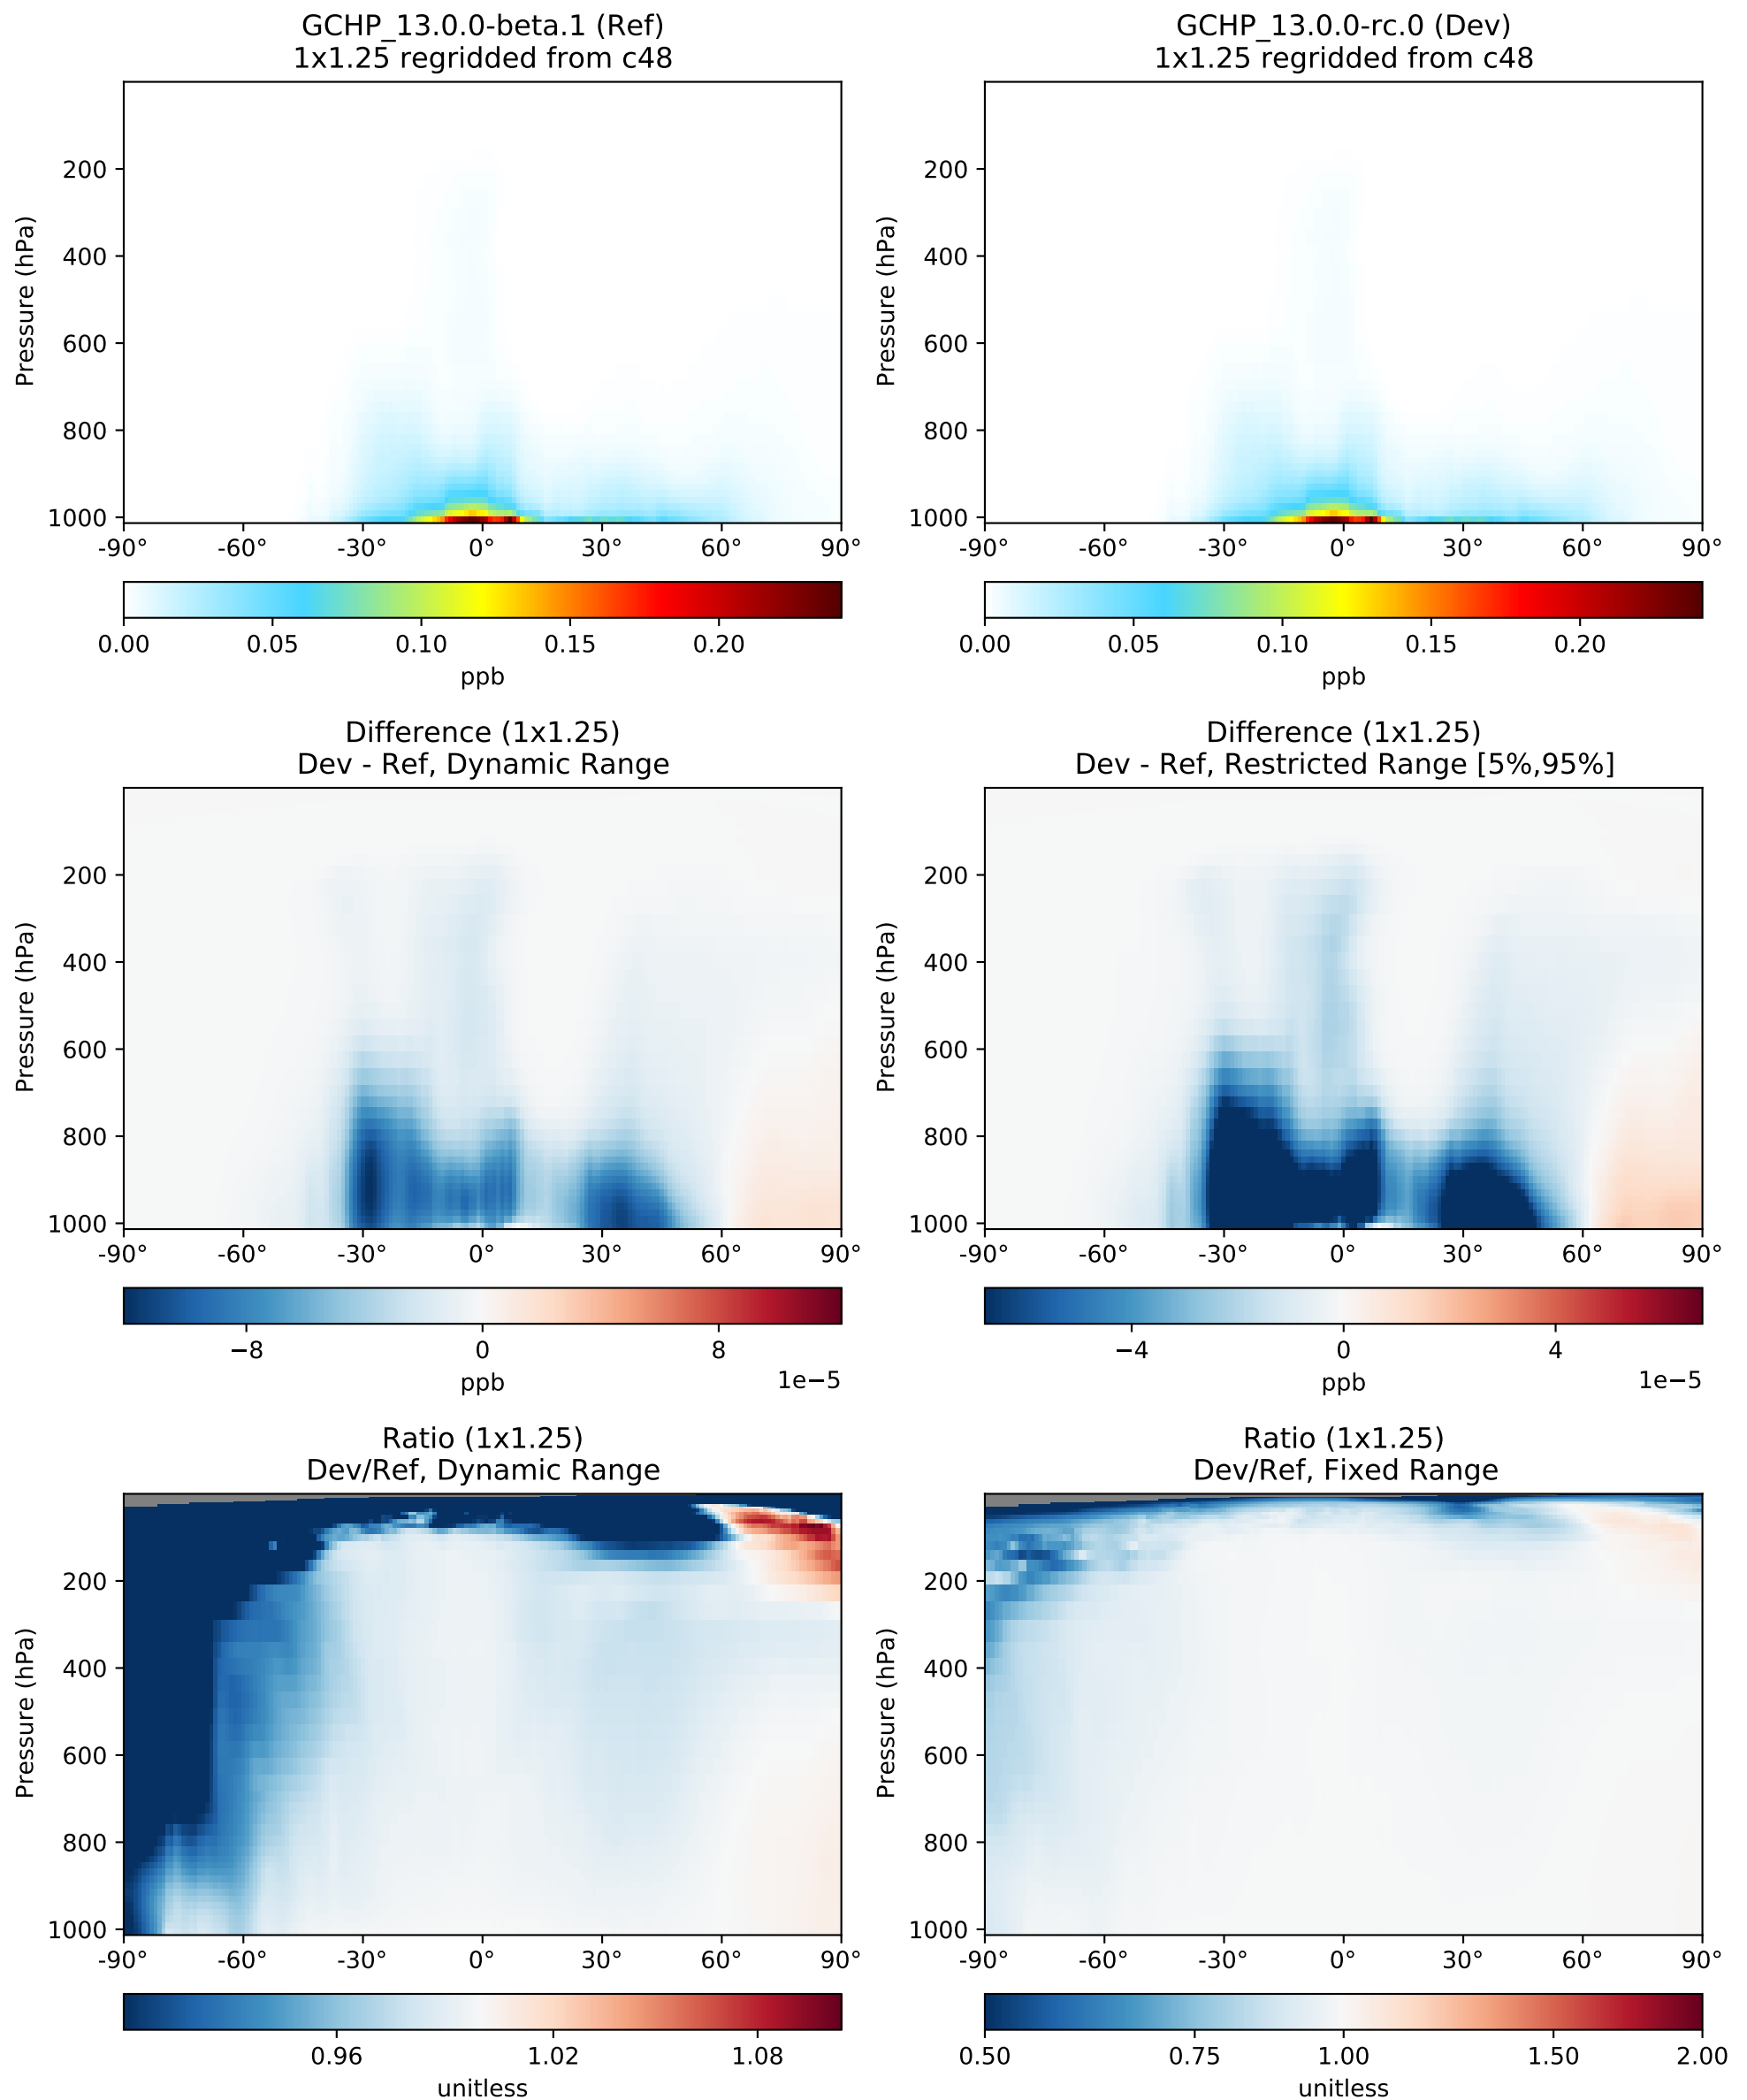 GCHP_13.0.0-beta.1 (Ref)
1x1.25 regridded from c48
GCHP_13.0.0-rc.0 (Dev)
1x1.25 regridded from c48
Pressure (hPa)
200
400
600
800
1000
-90° -60° -30° 0° 30° 60° 90°
0.00 0.05 0.10 0.15 0.20
ppb
Pressure (hPa)
200
400
600
800
1000
-90° -60° -30° 0° 30° 60° 90°
0.00 0.05 0.10 0.15 0.20
ppb
Difference (1x1.25)
Dev - Ref, Dynamic Range
Pressure (hPa)
200
400
600
800
1000
-90° -60° -30° 0° 30° 60° 90°
−8 0 8
1e−5
ppb
Difference (1x1.25)
Dev - Ref, Restricted Range [5%,95%]
Pressure (hPa)
200
400
600
800
1000
-90° -60° -30° 0° 30° 60° 90°
−4 0 4
1e−5
ppb
Ratio (1x1.25)
Dev/Ref, Dynamic Range
Pressure (hPa)
200
400
600
800
1000
-90° -60° -30° 0° 30° 60° 90°
0.96 1.02 1.08
unitless
Ratio (1x1.25)
Dev/Ref, Fixed Range
Pressure (hPa)
200
400
600
800
1000
-90° -60° -30° 0° 30° 60° 90°
0.50 0.75 1.00 1.50 2.00
unitless